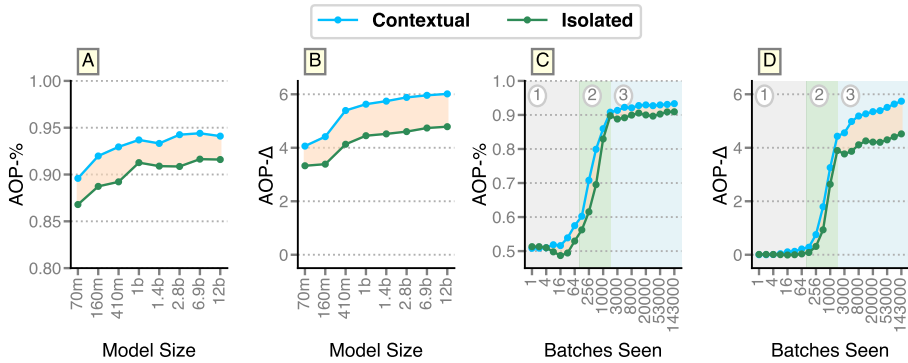 Contextual Isolated
A
AOP-%
1.00
0.95
0.90
0.85
0.80
70m
160m
410m
1b
1.4b
2.8b
6.9b
12b
Model Size
B
AOP-Δ
6
4
2
0
70m
160m
410m
1b
1.4b
2.8b
6.9b
12b
Model Size
C
AOP-%
1.0
0.9
0.8
0.7
0.6
0.5
1 2 3
1
4
16
64
256
1000
3000
8000
20000
53000
143000
Batches Seen
D
AOP-Δ
6
4
2
0
1 2 3
1
4
16
64
256
1000
3000
8000
20000
53000
143000
Batches Seen